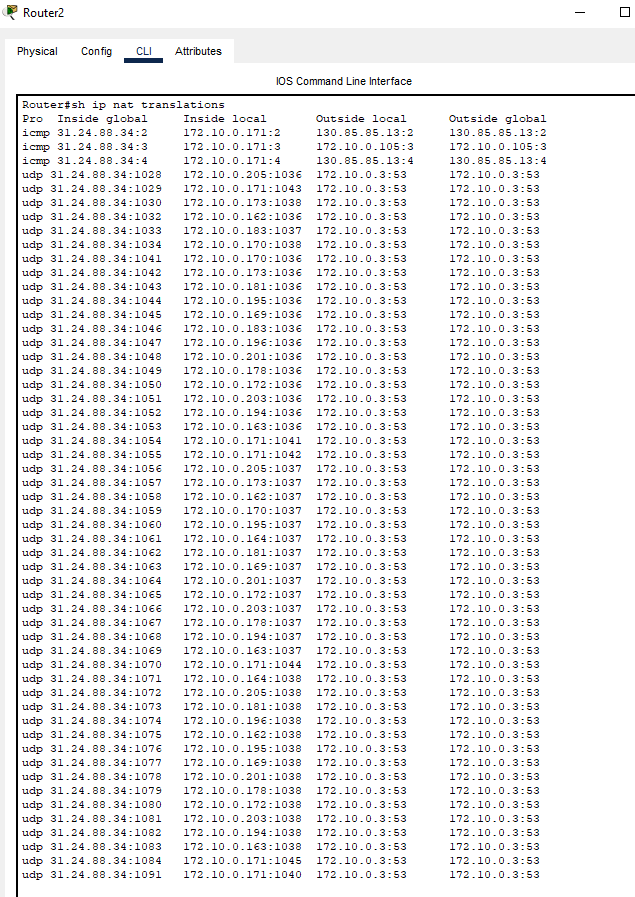 Router2
Physical Config CLI Attributes
IOS Command Line Interface
Router#sh ip nat translations
Pro Inside global Inside local Outside local Outside global
icmp 31.24.88.34:2 172.10.0.171:2 130.85.85.13:2 130.85.85.13:2
icmp 31.24.88.34:3 172.10.0.171:3 172.10.0.105:3 172.10.0.105:3
icmp 31.24.88.34:4 172.10.0.171:4 130.85.85.13:4 130.85.85.13:4
udp 31.24.88.34:1028 172.10.0.205:1036 172.10.0.3:53 172.10.0.3:53
udp 31.24.88.34:1029 172.10.0.171:1043 172.10.0.3:53 172.10.0.3:53
udp 31.24.88.34:1030 172.10.0.173:1038 172.10.0.3:53 172.10.0.3:53
udp 31.24.88.34:1032 172.10.0.162:1036 172.10.0.3:53 172.10.0.3:53
udp 31.24.88.34:1033 172.10.0.183:1037 172.10.0.3:53 172.10.0.3:53
udp 31.24.88.34:1034 172.10.0.170:1038 172.10.0.3:53 172.10.0.3:53
udp 31.24.88.34:1041 172.10.0.170:1036 172.10.0.3:53 172.10.0.3:53
udp 31.24.88.34:1042 172.10.0.173:1036 172.10.0.3:53 172.10.0.3:53
udp 31.24.88.34:1043 172.10.0.181:1036 172.10.0.3:53 172.10.0.3:53
udp 31.24.88.34:1044 172.10.0.195:1036 172.10.0.3:53 172.10.0.3:53
udp 31.24.88.34:1045 172.10.0.169:1036 172.10.0.3:53 172.10.0.3:53
udp 31.24.88.34:1046 172.10.0.183:1036 172.10.0.3:53 172.10.0.3:53
udp 31.24.88.34:1047 172.10.0.196:1036 172.10.0.3:53 172.10.0.3:53
udp 31.24.88.34:1048 172.10.0.201:1036 172.10.0.3:53 172.10.0.3:53
udp 31.24.88.34:1049 172.10.0.178:1036 172.10.0.3:53 172.10.0.3:53
udp 31.24.88.34:1050 172.10.0.172:1036 172.10.0.3:53 172.10.0.3:53
udp 31.24.88.34:1051 172.10.0.203:1036 172.10.0.3:53 172.10.0.3:53
udp 31.24.88.34:1052 172.10.0.194:1036 172.10.0.3:53 172.10.0.3:53
udp 31.24.88.34:1053 172.10.0.163:1036 172.10.0.3:53 172.10.0.3:53
udp 31.24.88.34:1054 172.10.0.171:1041 172.10.0.3:53 172.10.0.3:53
udp 31.24.88.34:1055 172.10.0.171:1042 172.10.0.3:53 172.10.0.3:53
udp 31.24.88.34:1056 172.10.0.205:1037 172.10.0.3:53 172.10.0.3:53
udp 31.24.88.34:1057 172.10.0.173:1037 172.10.0.3:53 172.10.0.3:53
udp 31.24.88.34:1058 172.10.0.162:1037 172.10.0.3:53 172.10.0.3:53
udp 31.24.88.34:1059 172.10.0.170:1037 172.10.0.3:53 172.10.0.3:53
udp 31.24.88.34:1060 172.10.0.195:1037 172.10.0.3:53 172.10.0.3:53
udp 31.24.88.34:1061 172.10.0.164:1037 172.10.0.3:53 172.10.0.3:53
udp 31.24.88.34:1062 172.10.0.181:1037 172.10.0.3:53 172.10.0.3:53
udp 31.24.88.34:1063 172.10.0.169:1037 172.10.0.3:53 172.10.0.3:53
udp 31.24.88.34:1064 172.10.0.201:1037 172.10.0.3:53 172.10.0.3:53
udp 31.24.88.34:1065 172.10.0.172:1037 172.10.0.3:53 172.10.0.3:53
udp 31.24.88.34:1066 172.10.0.203:1037 172.10.0.3:53 172.10.0.3:53
udp 31.24.88.34:1067 172.10.0.178:1037 172.10.0.3:53 172.10.0.3:53
udp 31.24.88.34:1068 172.10.0.194:1037 172.10.0.3:53 172.10.0.3:53
udp 31.24.88.34:1069 172.10.0.163:1037 172.10.0.3:53 172.10.0.3:53
udp 31.24.88.34:1070 172.10.0.171:1044 172.10.0.3:53 172.10.0.3:53
udp 31.24.88.34:1071 172.10.0.164:1038 172.10.0.3:53 172.10.0.3:53
udp 31.24.88.34:1072 172.10.0.205:1038 172.10.0.3:53 172.10.0.3:53
udp 31.24.88.34:1073 172.10.0.181:1038 172.10.0.3:53 172.10.0.3:53
udp 31.24.88.34:1074 172.10.0.196:1038 172.10.0.3:53 172.10.0.3:53
udp 31.24.88.34:1075 172.10.0.162:1038 172.10.0.3:53 172.10.0.3:53
udp 31.24.88.34:1076 172.10.0.195:1038 172.10.0.3:53 172.10.0.3:53
udp 31.24.88.34:1077 172.10.0.169:1038 172.10.0.3:53 172.10.0.3:53
udp 31.24.88.34:1078 172.10.0.201:1038 172.10.0.3:53 172.10.0.3:53
udp 31.24.88.34:1079 172.10.0.178:1038 172.10.0.3:53 172.10.0.3:53
udp 31.24.88.34:1080 172.10.0.172:1038 172.10.0.3:53 172.10.0.3:53
udp 31.24.88.34:1081 172.10.0.203:1038 172.10.0.3:53 172.10.0.3:53
udp 31.24.88.34:1082 172.10.0.194:1038 172.10.0.3:53 172.10.0.3:53
udp 31.24.88.34:1083 172.10.0.163:1038 172.10.0.3:53 172.10.0.3:53
udp 31.24.88.34:1084 172.10.0.171:1045 172.10.0.3:53 172.10.0.3:53
udp 31.24.88.34:1091 172.10.0.171:1040 172.10.0.3:53 172.10.0.3:53